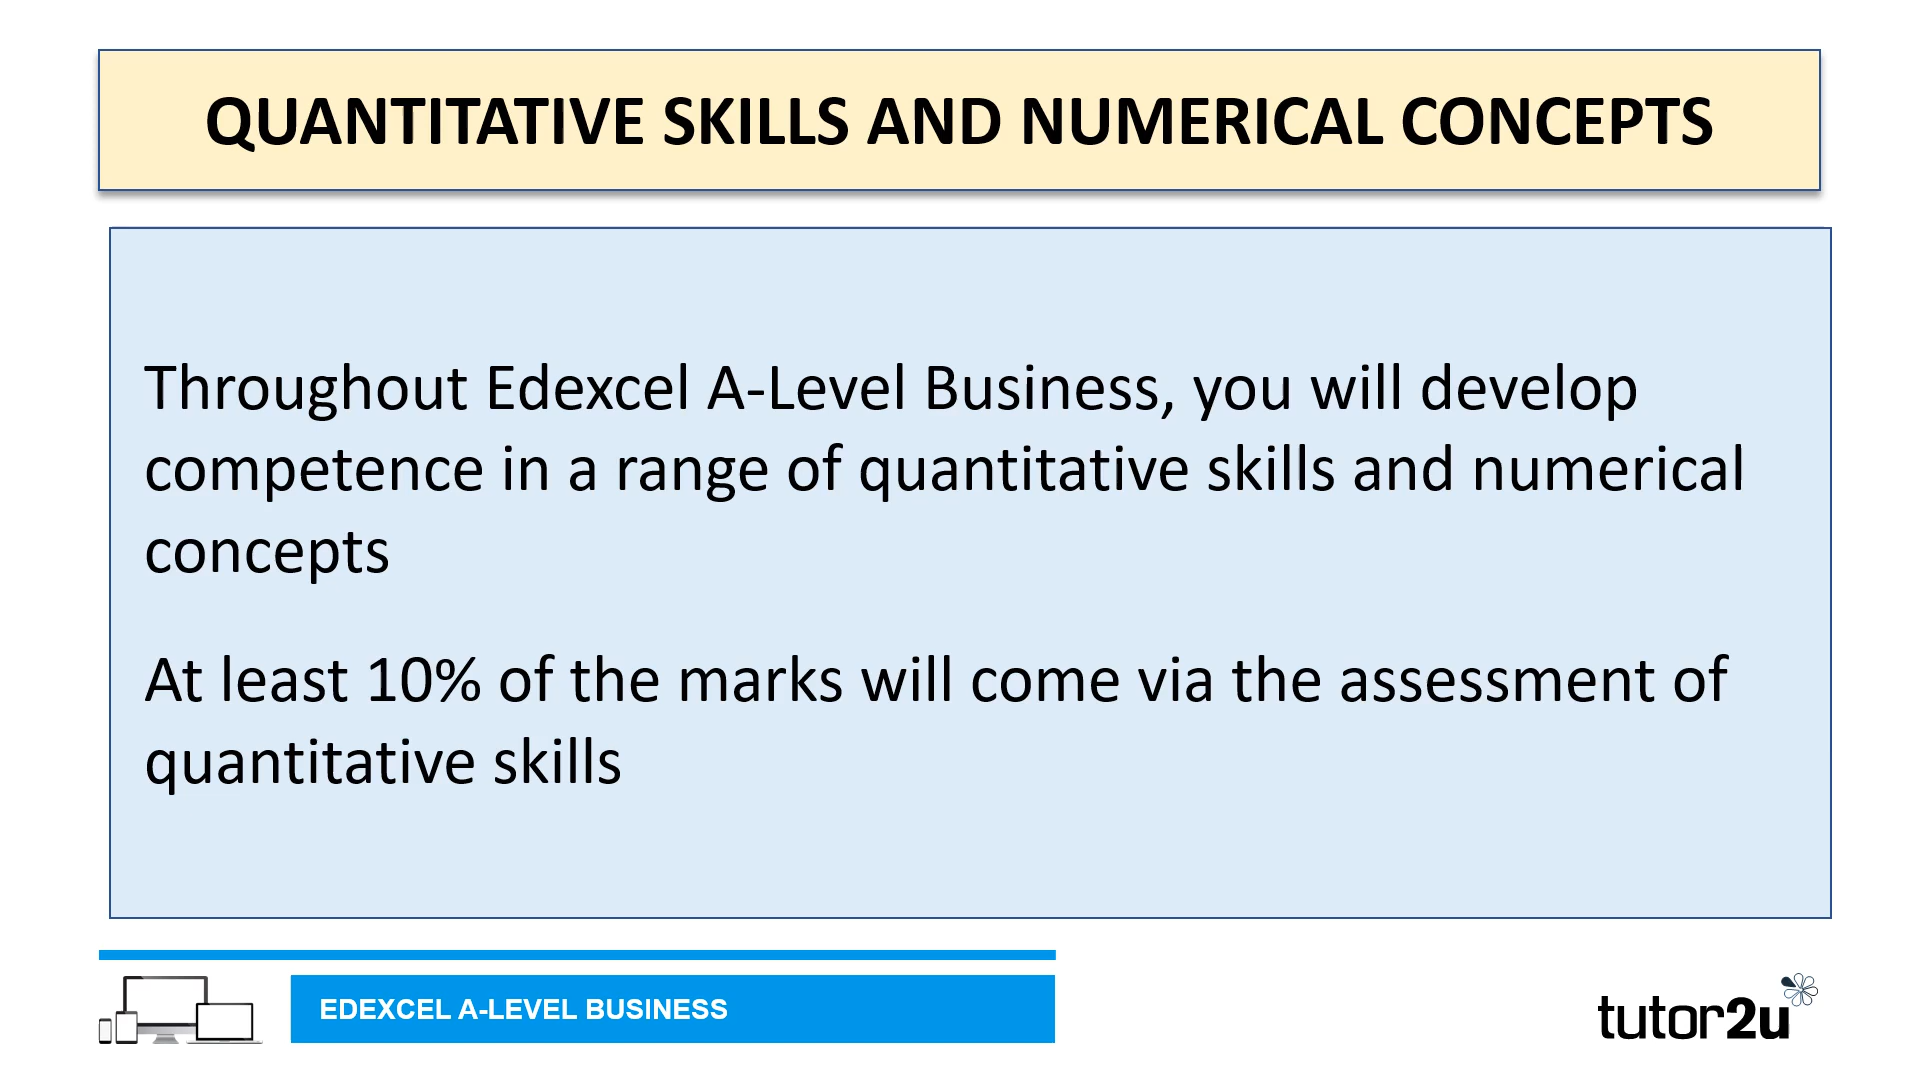 QUANTITATIVE SKILLS AND NUMERICAL CONCEPTS
Throughout Edexcel A-Level Business, you will develop
competence in a range of quantitative skills and numerical
concepts
At least 10% of the marks will come via the assessment of
quantitative skills
EDEXCEL A-LEVEL BUSINESS
tutor2u